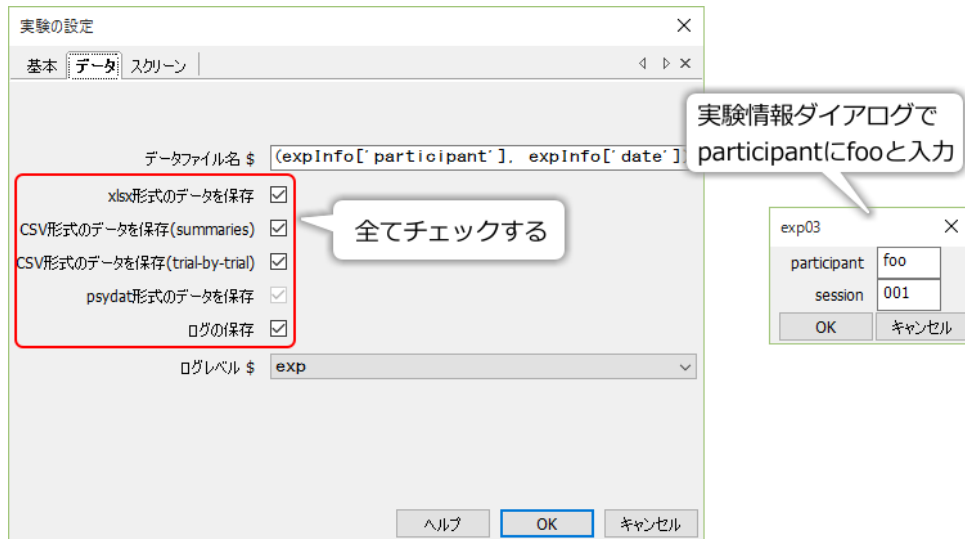 実験の設定
基本 データ スクリーン
データファイル名 $ (expInfo['participant'], expInfo['date'])
xlsx形式のデータを保存
CSV形式のデータを保存(summaries)
CSV形式のデータを保存(trial-by-trial)
psydat形式のデータを保存
ログの保存
全てチェックする
ログレベル $ exp
ヘルプ OK キャンセル
実験情報ダイアログで
participantにfooと入力
exp03
participant foo
session 001
OK キャンセル